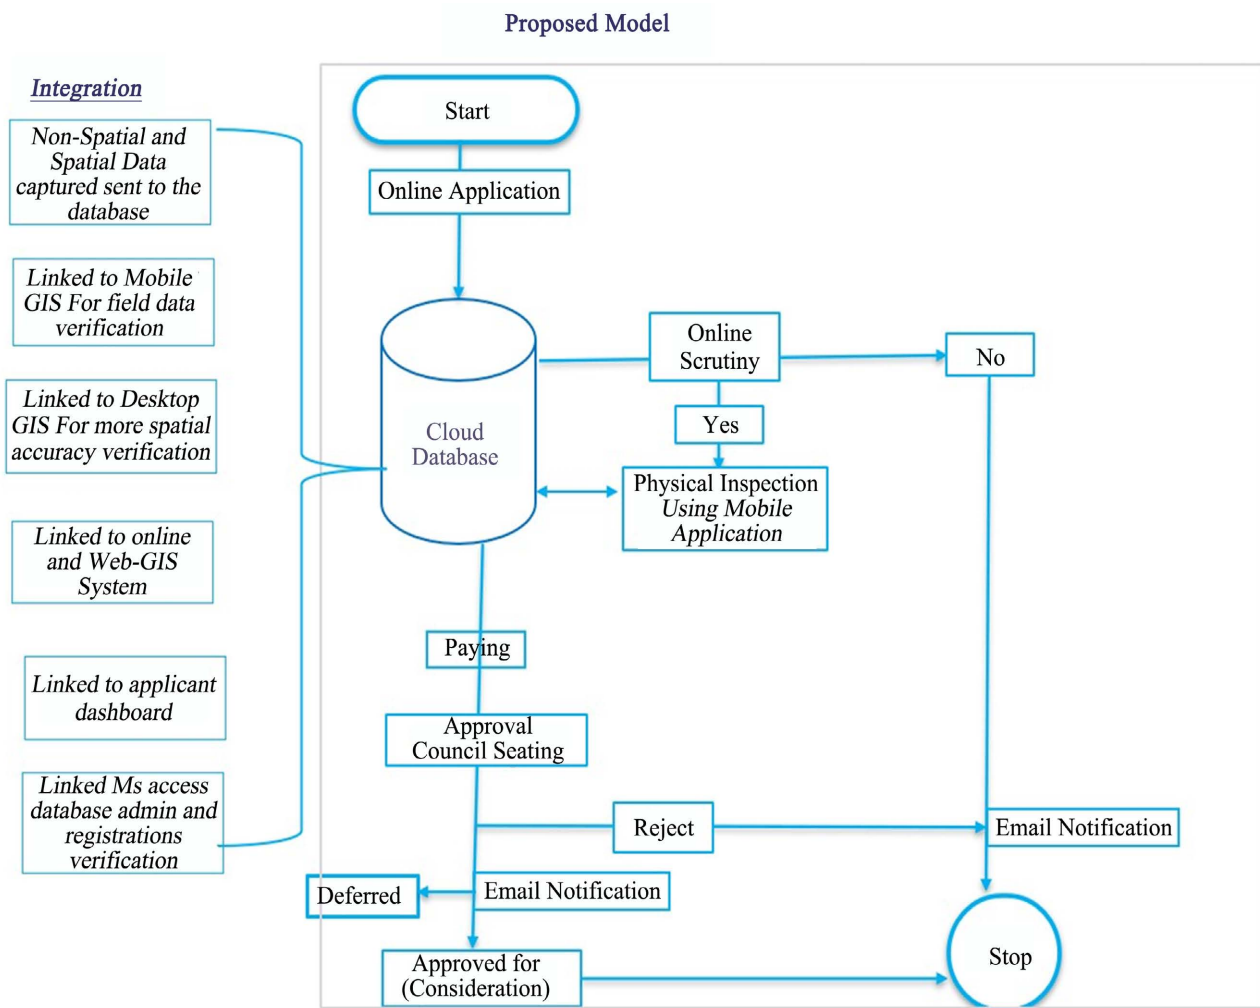 Proposed Model
Integration
Non-Spatial and
Spatial Data
captured sent to the
database
Linked to Mobile
GIS For field data
verification
Linked to Desktop
GIS For more spatial
accuracy verification
Linked to online
and Web-GIS
System
Linked to applicant
dashboard
Linked Ms access
database admin and
registrations
verification
Start
Online Application
Cloud
Database
Online
Scrutiny
No
Yes
Physical Inspection
Using Mobile
Application
Paying
Approval
Council Seating
Reject
Email Notification
Deferred
Email Notification
Approved for
(Consideration)
Stop